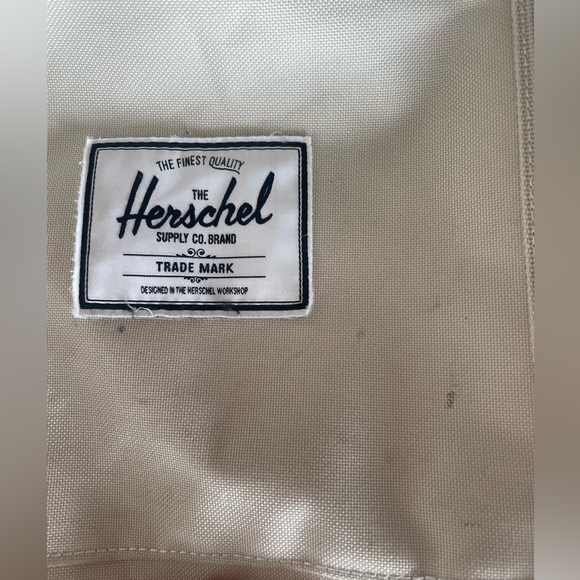 THE FINEST QUALITY
THE
Herschel
SUPPLY CO. BRAND
TRADE MARK
DESIGNED IN THE HERSCHEL WORKSHOP